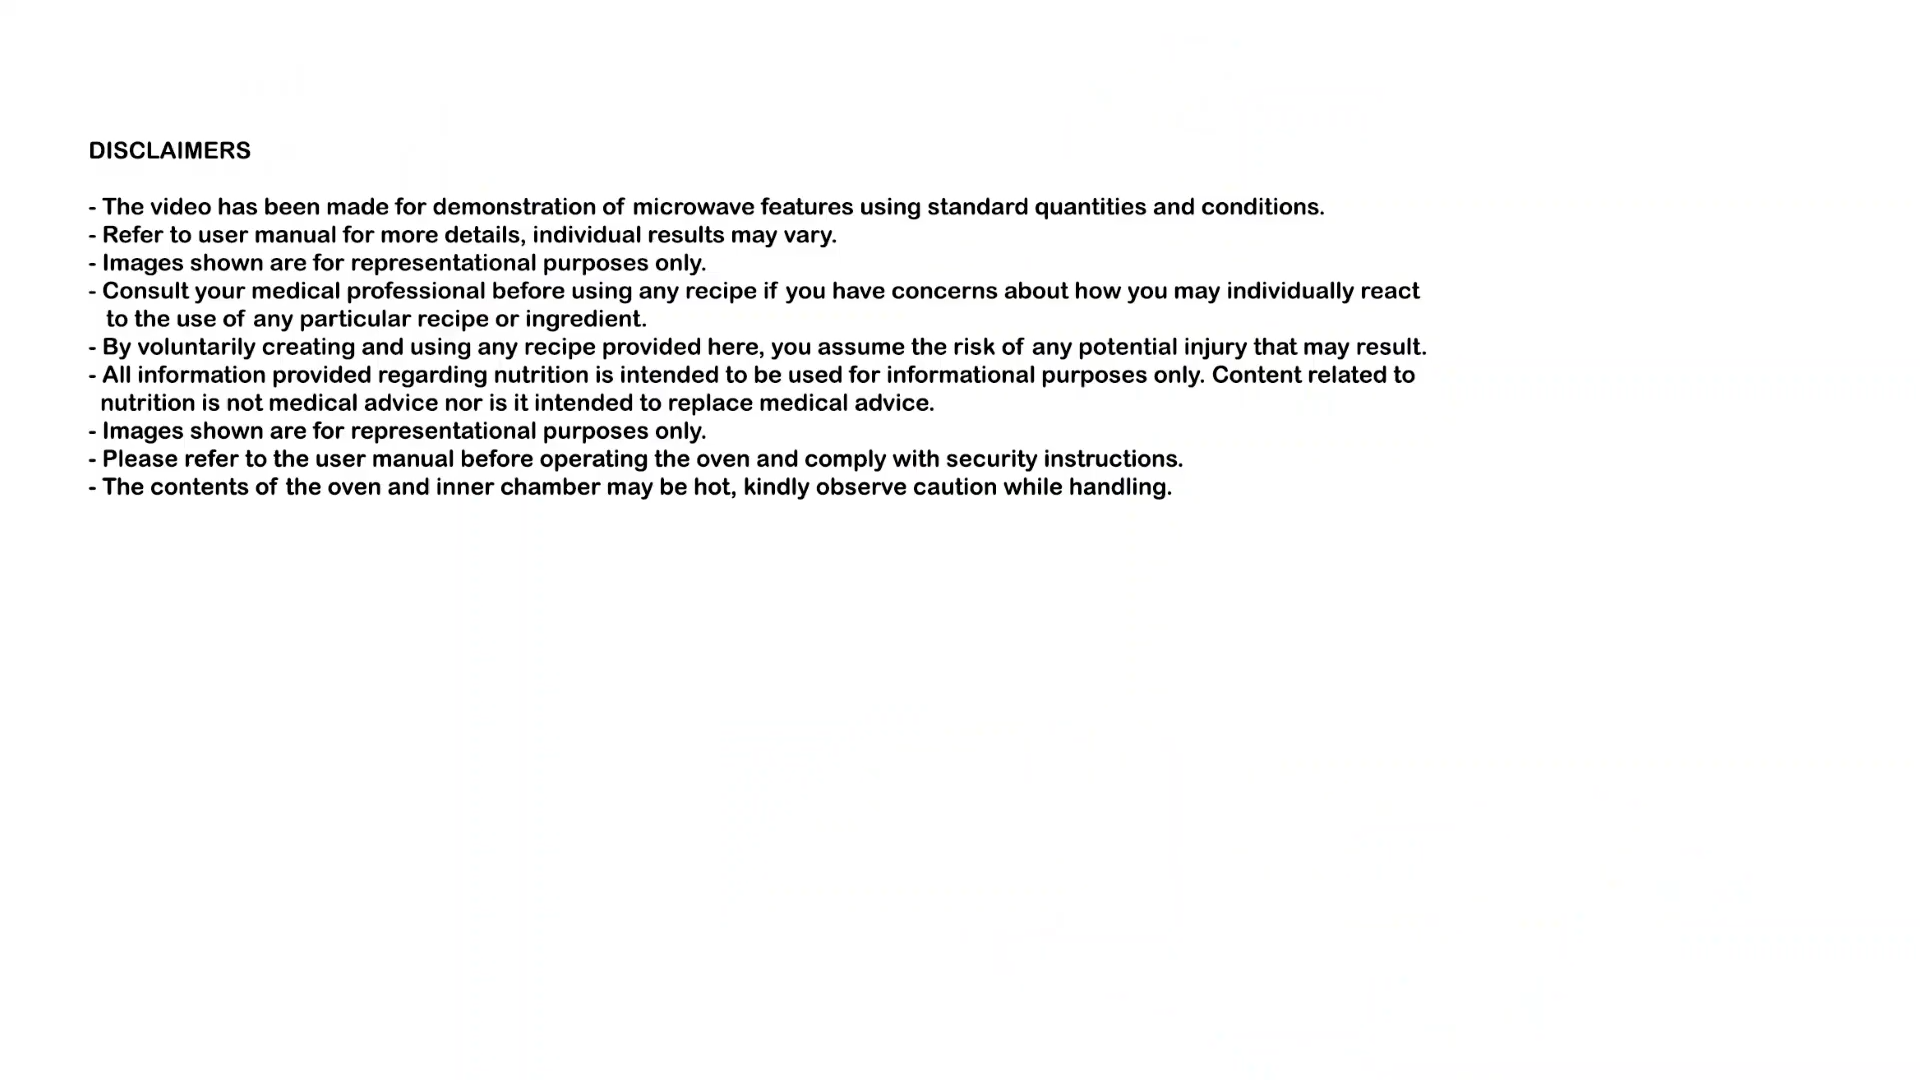 DISCLAIMERS
- The video has been made for demonstration of microwave features using standard quantities and conditions.
- Refer to user manual for more details, individual results may vary.
- Images shown are for representational purposes only.
- Consult your medical professional before using any recipe if you have concerns about how you may individually react
to the use of any particular recipe or ingredient.
- By voluntarily creating and using any recipe provided here, you assume the risk of any potential injury that may result.
- All information provided regarding nutrition is intended to be used for informational purposes only. Content related to
nutrition is not medical advice nor is it intended to replace medical advice.
- Images shown are for representational purposes only.
- Please refer to the user manual before operating the oven and comply with security instructions.
- The contents of the oven and inner chamber may be hot, kindly observe caution while handling.